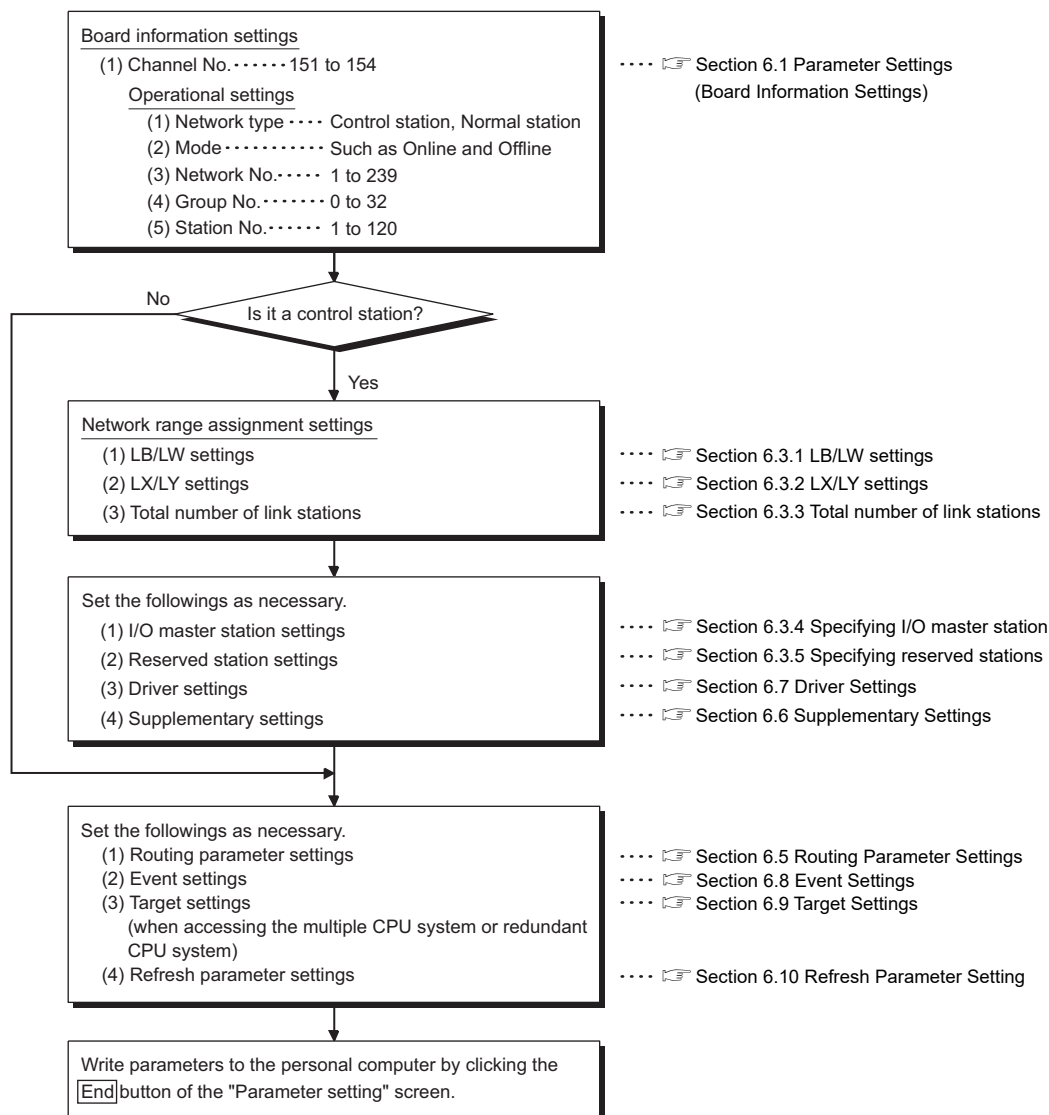 Board information settings
(1) Channel No. ······ 151 to 154
···· ☞ Section 6.1 Parameter Settings
(Board Information Settings)
Operational settings
(1) Network type ···· Control station, Normal station
(2) Mode ··········· Such as Online and Offline
(3) Network No. ····· 1 to 239
(4) Group No. ······· 0 to 32
(5) Station No. ······ 1 to 120
No
Is it a control station?
Yes
Network range assignment settings
(1) LB/LW settings ···· ☞ Section 6.3.1 LB/LW settings
(2) LX/LY settings ···· ☞ Section 6.3.2 LX/LY settings
(3) Total number of link stations ···· ☞ Section 6.3.3 Total number of link stations
Set the followings as necessary.
(1) I/O master station settings ···· ☞ Section 6.3.4 Specifying I/O master station
(2) Reserved station settings ···· ☞ Section 6.3.5 Specifying reserved stations
(3) Driver settings ···· ☞ Section 6.7 Driver Settings
(4) Supplementary settings ···· ☞ Section 6.6 Supplementary Settings
Set the followings as necessary.
(1) Routing parameter settings ···· ☞ Section 6.5 Routing Parameter Settings
(2) Event settings ···· ☞ Section 6.8 Event Settings
(3) Target settings ···· ☞ Section 6.9 Target Settings
(when accessing the multiple CPU system or redundant
CPU system)
(4) Refresh parameter settings ···· ☞ Section 6.10 Refresh Parameter Setting
Write parameters to the personal computer by clicking the
End button of the "Parameter setting" screen.